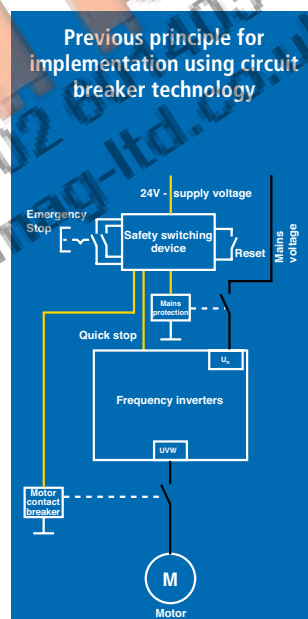 Previous principle for
implementation using circuit
breaker technology
24V - supply voltage
Emergency
Stop
Safety switching
device
Reset
Mains
voltage
Mains
protection
Quick stop
UN
Frequency inverters
UVW
Motor
contact
breaker
M
Motor